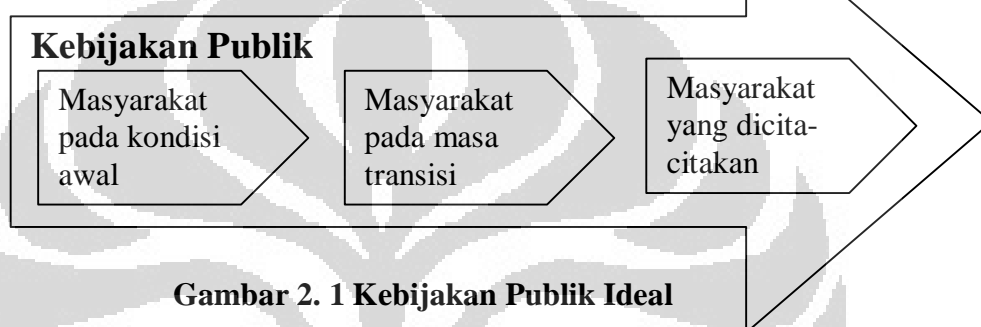 Kebijakan Publik
Masyarakat
pada kondisi
awal
Masyarakat
pada masa
transisi
Masyarakat
yang dicita-
citakan
Gambar 2. 1 Kebijakan Publik Ideal